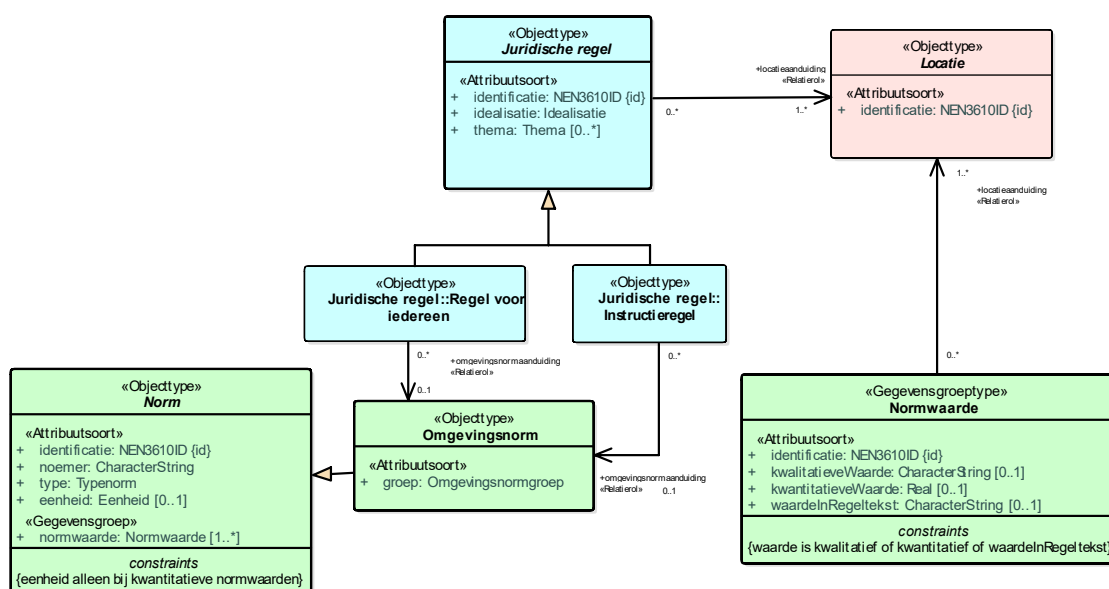 «Objecttype»
Juridische regel
«Attribuutsoort»
+ identificatie: NEN3610ID {id}
+ idealisatie: Idealisatie
+ thema: Thema [0..*]
+locatieaanduiding
«Relatierol»
0..*
1..*
«Objecttype»
Locatie
«Attribuutsoort»
+ identificatie: NEN3610ID {id}
1..*
+locatieaanduiding
«Relatierol»
0..*
«Objecttype»
Juridische regel::Regel voor
iedereen
«Objecttype»
Juridische regel::
Instructieregel
0..*
+omgevingsnormaanduiding
«Relatierol»
0..1
0..*
+omgevingsnormaanduiding
«Relatierol»
0..1
«Objecttype»
Norm
«Attribuutsoort»
+ identificatie: NEN3610ID {id}
+ noemer: CharacterString
+ type: Typenorm
+ eenheid: Eenheid [0..1]
«Gegevensgroep»
+ normwaarde: Normwaarde [1..*]
constraints
{eenheid alleen bij kwantitatieve normwaarden}
«Objecttype»
Omgevingsnorm
«Attribuutsoort»
+ groep: Omgevingsnormgroep
«Gegevensgroeptype»
Normwaarde
«Attribuutsoort»
+ identificatie: NEN3610ID {id}
+ kwalitatieveWaarde: CharacterString [0..1]
+ kwantitatieveWaarde: Real [0..1]
+ waardeInRegeltekst: CharacterString [0..1]
constraints
{waarde is kwalitatief of kwantitatief of waardeInRegeltekst}